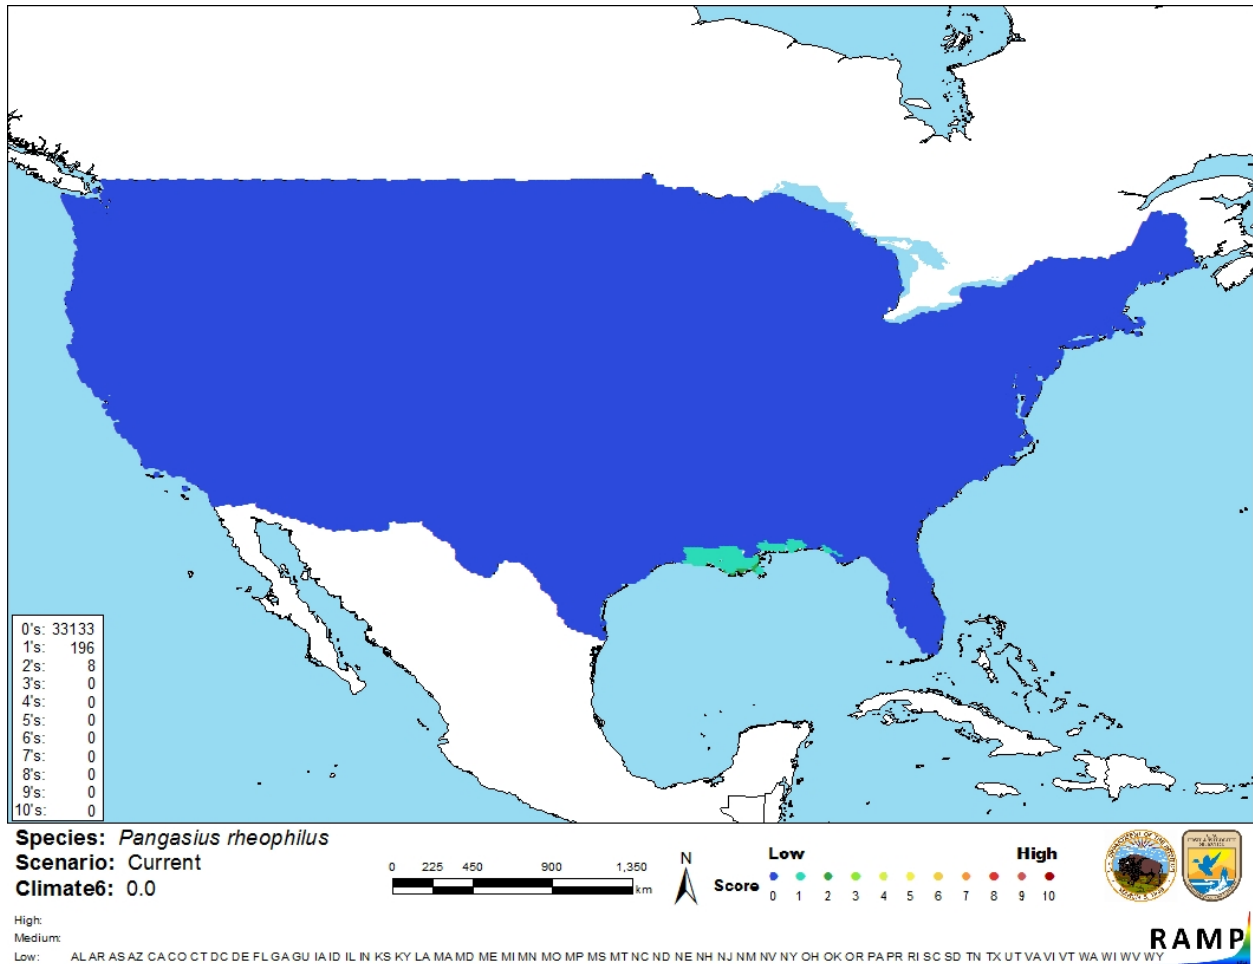 0's: 33133
1's: 196
2's: 8
3's: 0
4's: 0
5's: 0
6's: 0
7's: 0
8's: 0
9's: 0
10's: 0
Species: Pangasius rheophilus
Scenario: Current
Climate6: 0.0
0 225 450 900 1,350
km
N
Low High
Score
0 1 2 3 4 5 6 7 8 9 10
High:
Medium:
Low: AL AR AS AZ CA CO CT DC DE FL GA GU IA ID IL IN KS KY LA MA MD ME MI MN MO MP MS MT NC ND NE NH NJ NM NV NY OH OK OR PA PR RI SC SD TN TX UT VA VI VT WA WI WV WY
RAMP